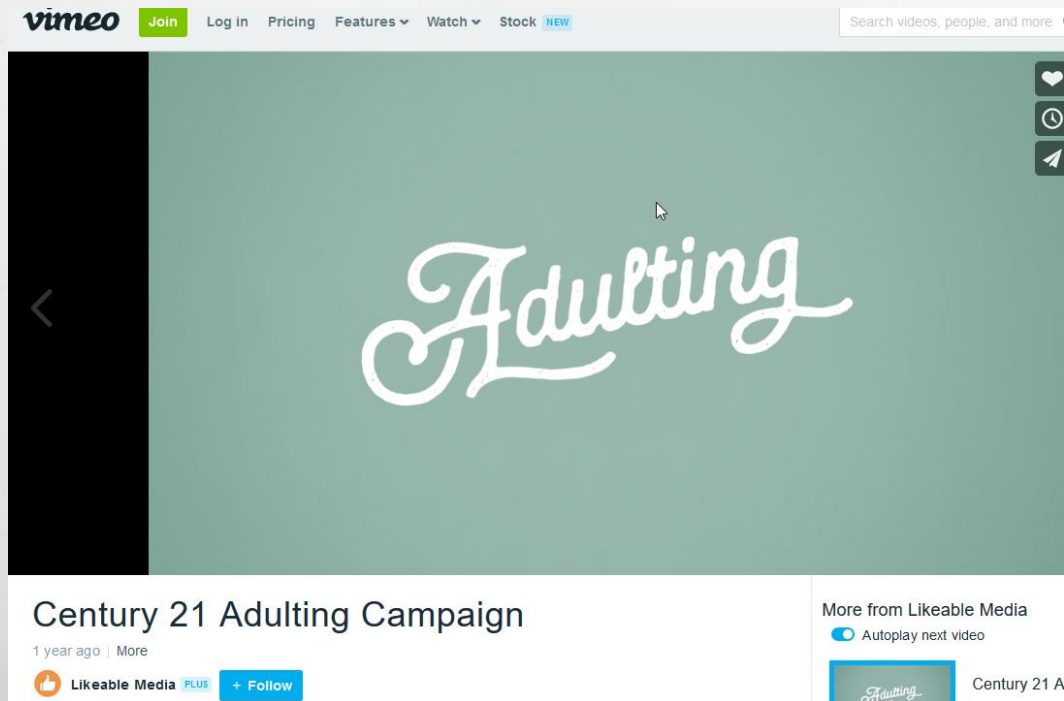 vimeo Join Log in Pricing Features Watch Stock NEW Search videos, people, and more
Adulting
Century 21 Adulting Campaign
1 year ago | More
Likeable Media PLUS + Follow
More from Likeable Media
Autoplay next video
Adulting
Century 21 A